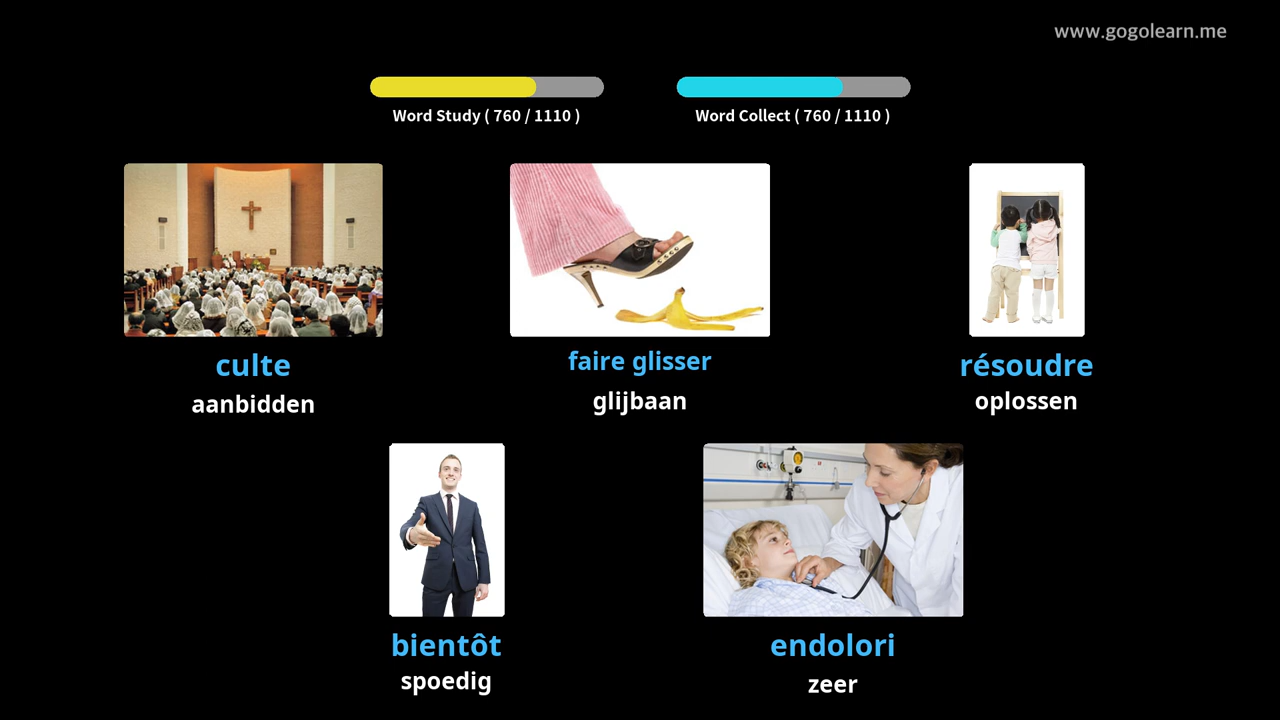 www.gogolearn.me
Word Study ( 760 / 1110 )
Word Collect ( 760 / 1110 )
culte
aanbidden
faire glisser
glijbaan
résoudre
oplossen
bientôt
spoedig
endolori
zeer